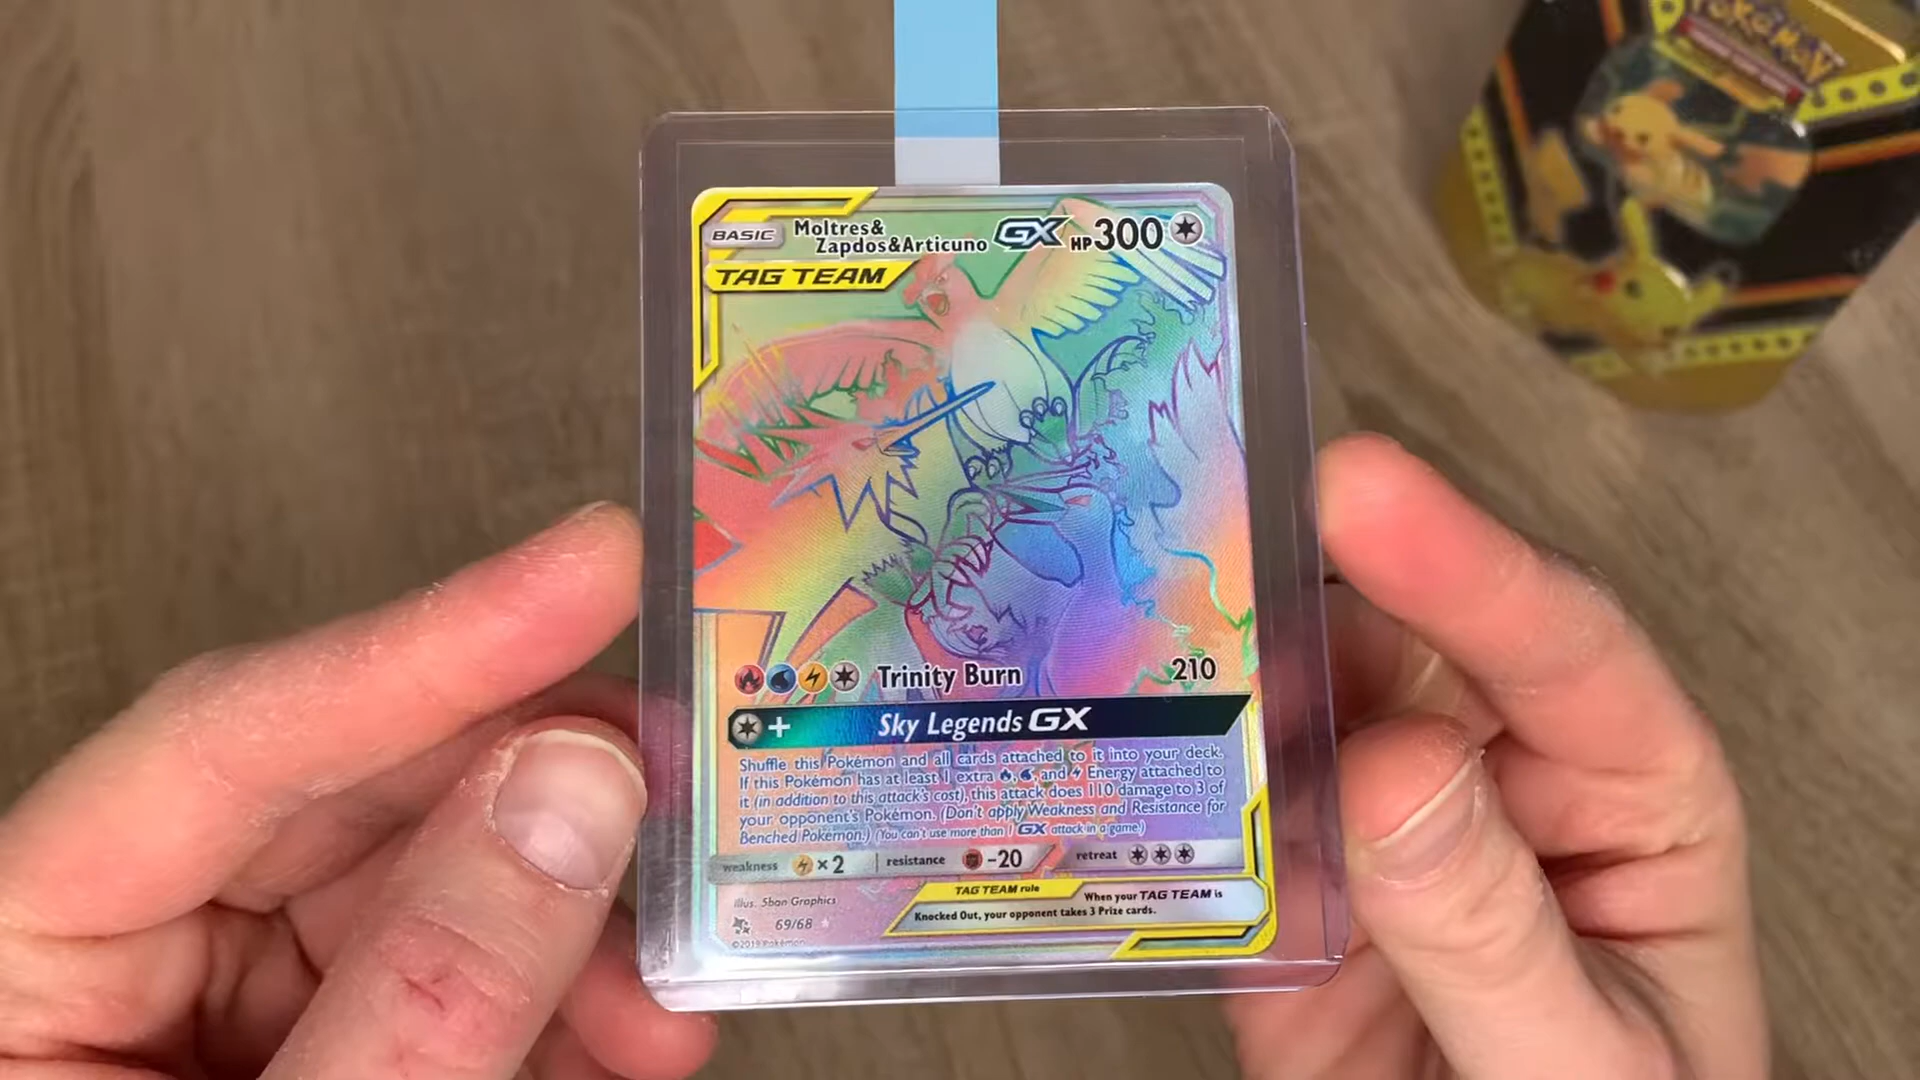 POKÉMON
BASIC Moltres& Zapdos&Articuno GX HP300
TAG TEAM
Trinity Burn 210
+ Sky Legends GX
Shuffle this Pokémon and all cards attached to it into your deck.
If this Pokémon has at least 1 extra , , and Energy attached to
it (in addition to this attack's cost), this attack does 110 damage to 3 of
your opponent's Pokémon. (Don't apply Weakness and Resistance for
Benched Pokémon.) (You can't use more than 1 GX attack in a game.)
weakness ×2 resistance -20 retreat
TAG TEAM rule When your TAG TEAM is
Knocked Out, your opponent takes 3 Prize cards.
Illus. 5ban Graphics
69/68
©2019 Pokémon